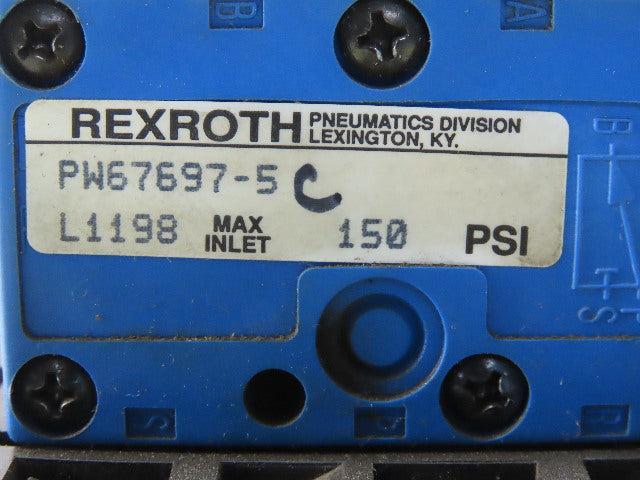 B A
REXROTH PNEUMATICS DIVISION
LEXINGTON, KY.
PW67697-5 C
L1198 MAX INLET 150 PSI
B
S P
S P R